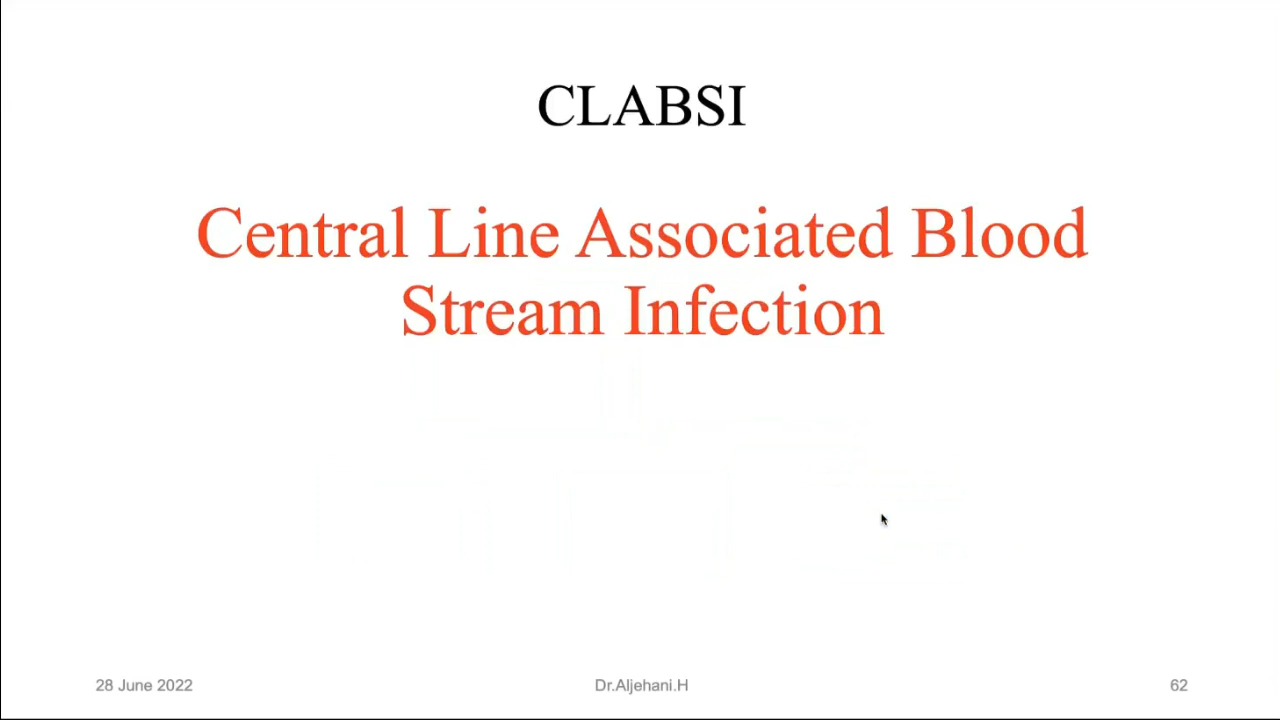 CLABSI
Central Line Associated Blood
Stream Infection
28 June 2022
Dr.Aljehani.H
62